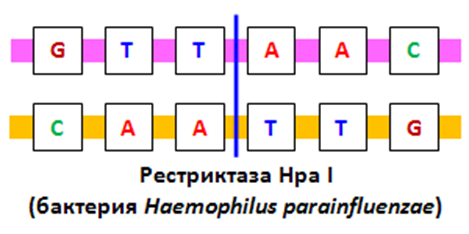 G T T A A C
C A A T T G
Рестриктаза Hpa I
(бактерия Haemophilus parainfluenzae)